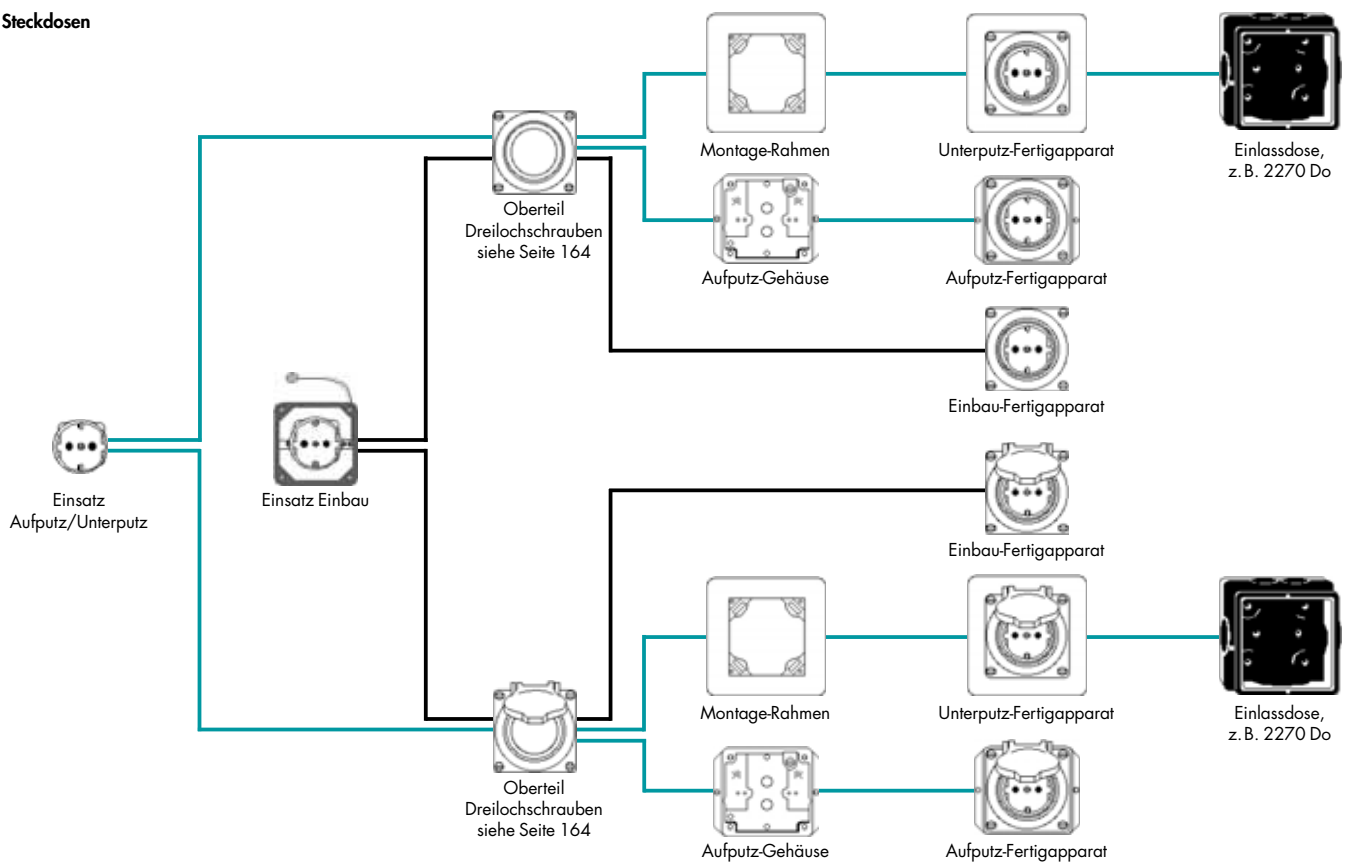 Steckdosen
Montage-Rahmen
Unterputz-Fertigapparat
Einlassdose,
z. B. 2270 Do
Oberteil
Dreilochschrauben
siehe Seite 164
Aufputz-Gehäuse
Aufputz-Fertigapparat
Einbau-Fertigapparat
Einsatz
Aufputz/Unterputz
Einsatz Einbau
Einbau-Fertigapparat
Montage-Rahmen
Unterputz-Fertigapparat
Einlassdose,
z. B. 2270 Do
Oberteil
Dreilochschrauben
siehe Seite 164
Aufputz-Gehäuse
Aufputz-Fertigapparat